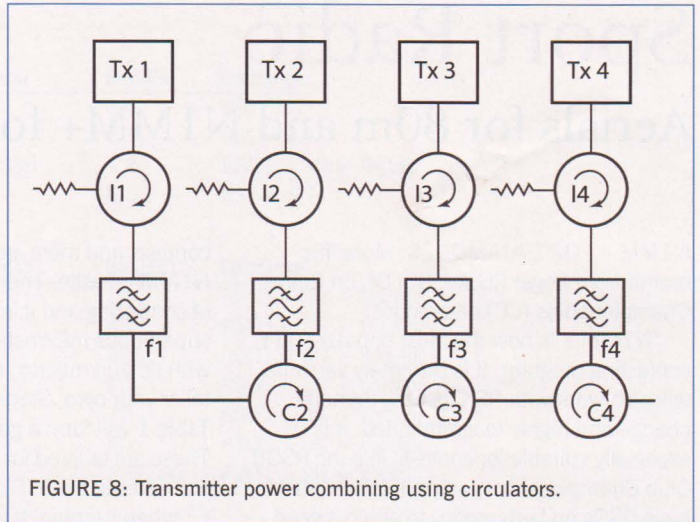 Tx 1 Tx 2 Tx 3 Tx 4
I1 I2 I3 I4
f1 f2 f3 f4
C2 C3 C4
FIGURE 8: Transmitter power combining using circulators.